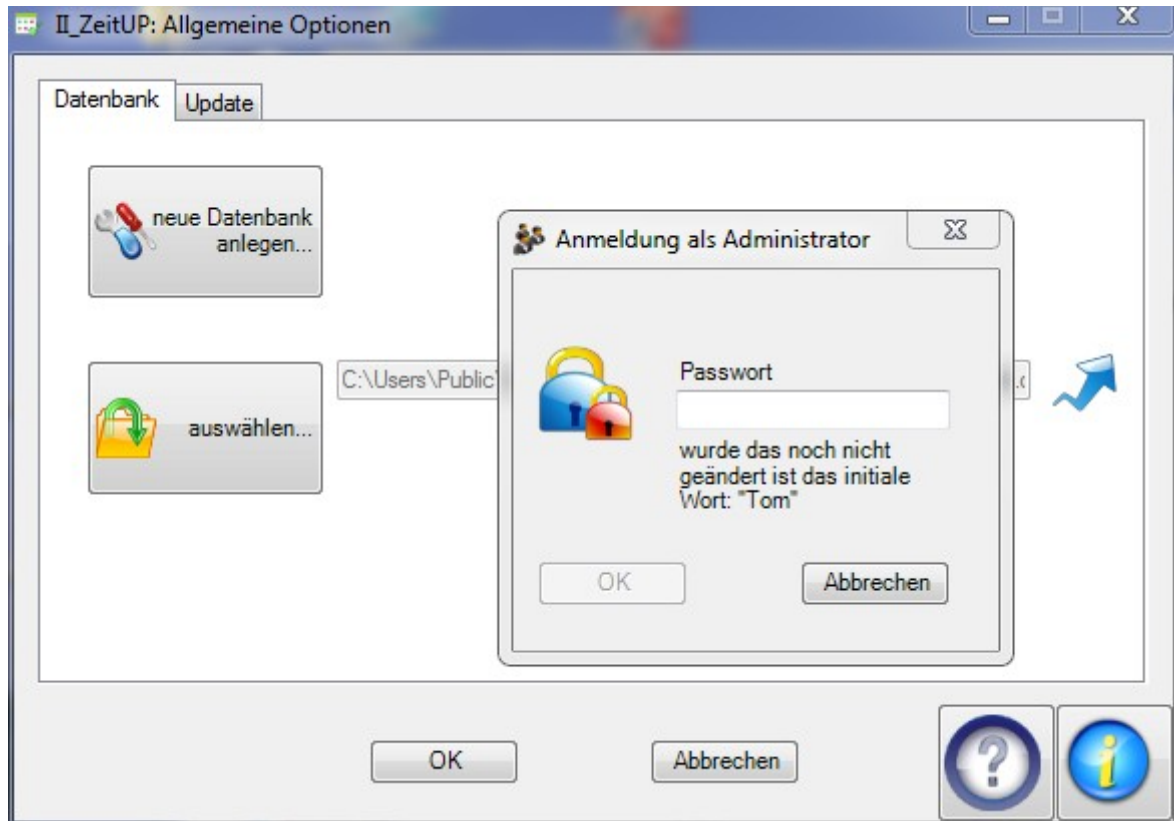 II_ZeitUP: Allgemeine Optionen
Datenbank
Update
neue Datenbank
anlegen...
Anmeldung als Administrator
auswählen...
C:\Users\Public
Passwort
wurde das noch nicht
geändert ist das initiale
Wort: "Tom"
OK
Abbrechen
OK
Abbrechen